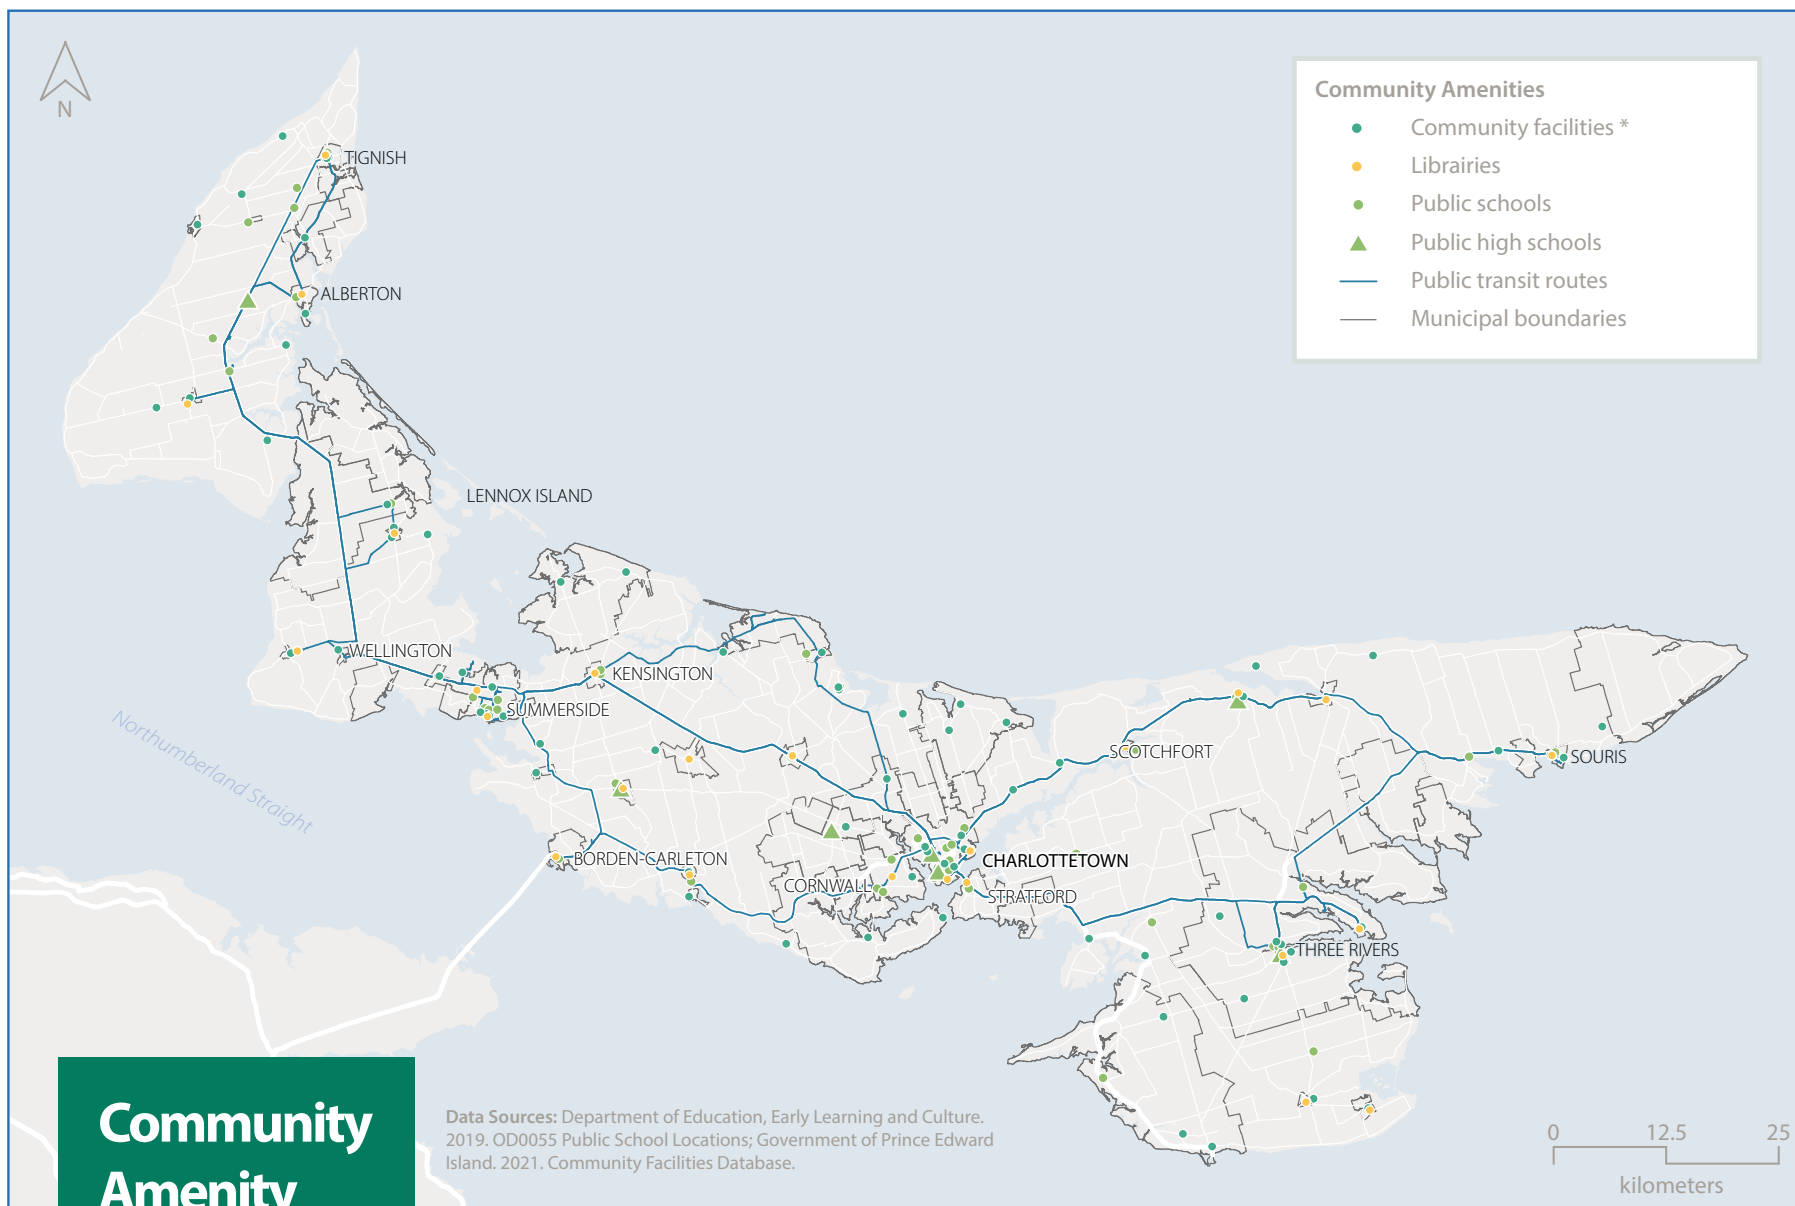 N
Community Amenities
Community facilities *
Librairies
Public schools
Public high schools
Public transit routes
Municipal boundaries
TIGNISH
ALBERTON
LENNOX ISLAND
WELLINGTON
KENSINGTON
SUMMERSIDE
Northumberland Straight
SCOTCHFORT
SOURIS
BORDEN-CARLETON
CHARLOTTETOWN
CORNWALL
STRATFORD
THREE RIVERS
Community
Amenity
Data Sources: Department of Education, Early Learning and Culture.
2019. OD0055 Public School Locations; Government of Prince Edward
Island. 2021. Community Facilities Database.
0 12.5 25
kilometers